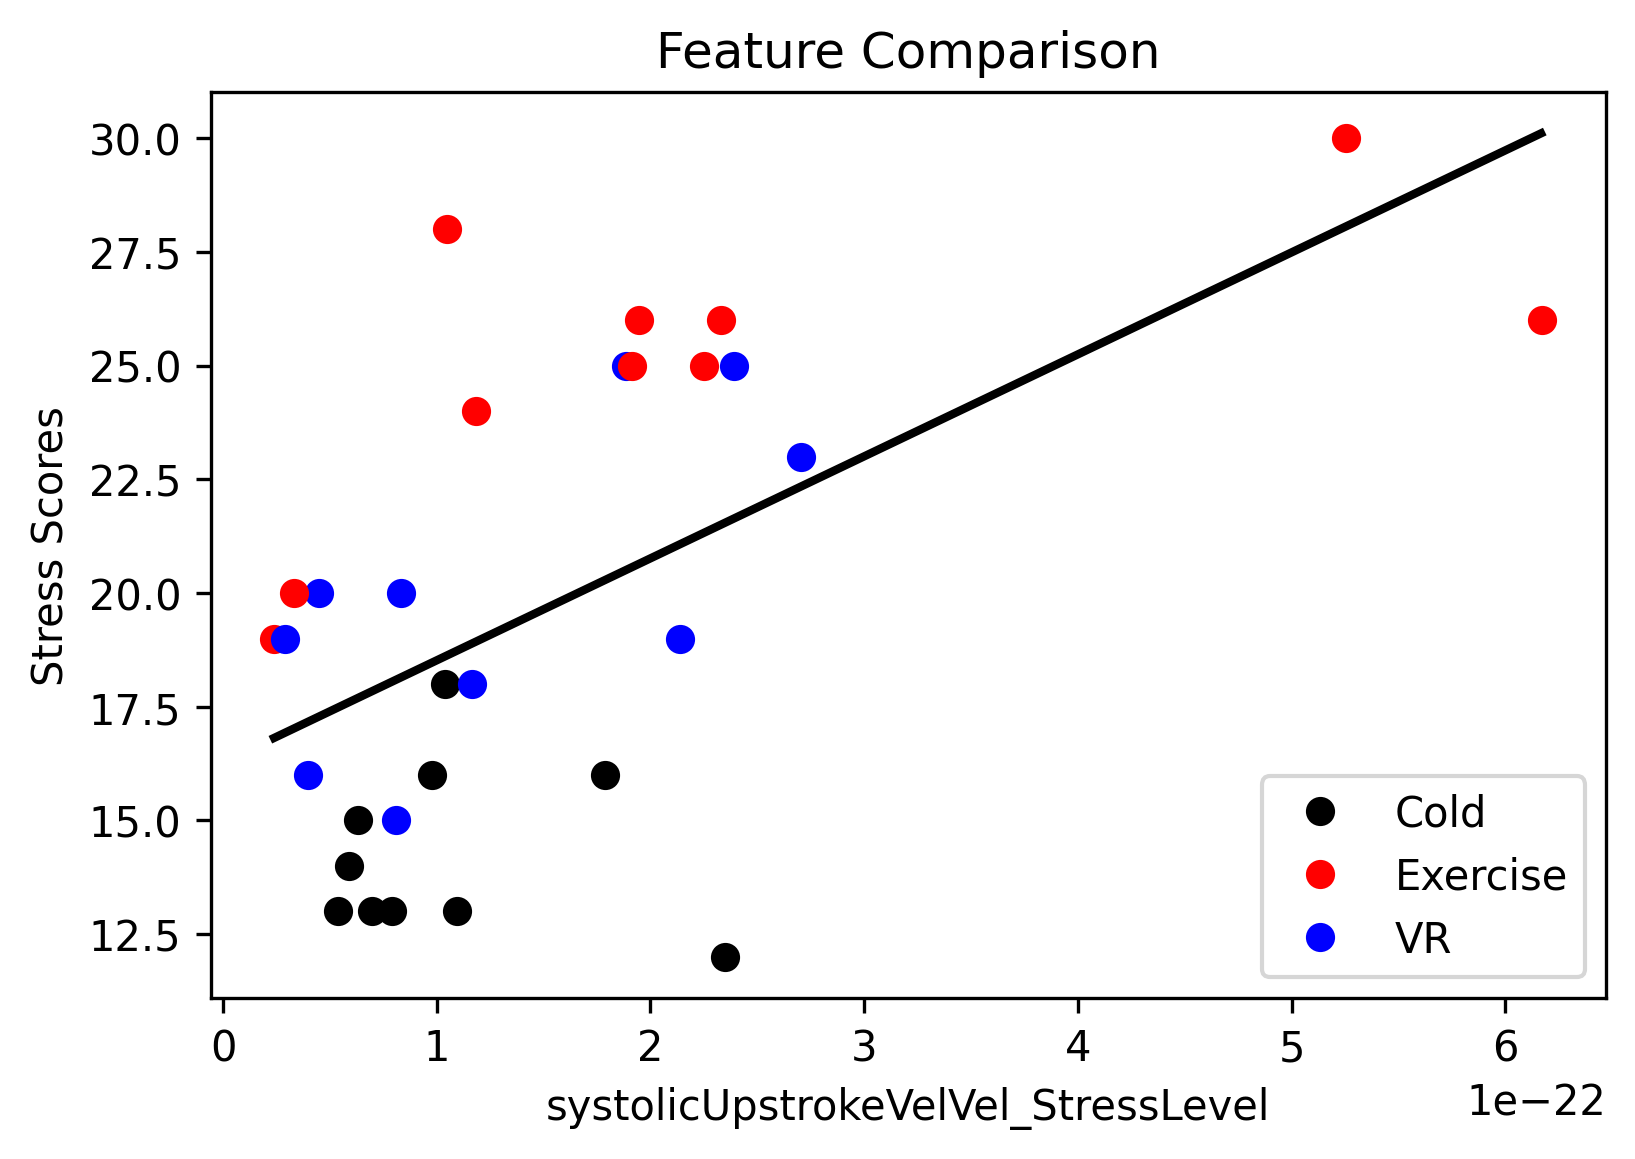 Feature Comparison
30.0
27.5
25.0
22.5
20.0
17.5
15.0
12.5
Stress Scores
Cold
Exercise
VR
0 1 2 3 4 5 6
systolicUpstrokeVelVel_StressLevel
1e−22